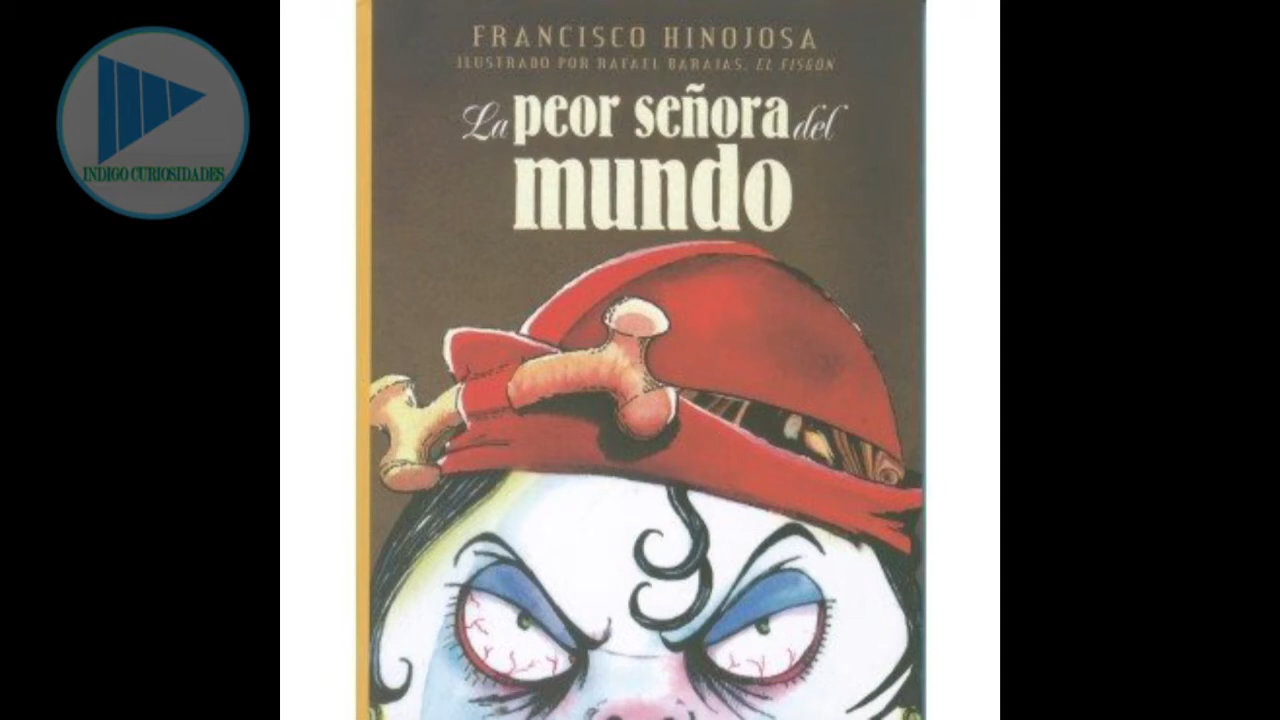 FRANCISCO HINOJOSA
ILUSTRADO POR RAFAEL BARAJAS, EL FISGÓN
La peor señora del
mundo
INDIGO CURIOSIDADES